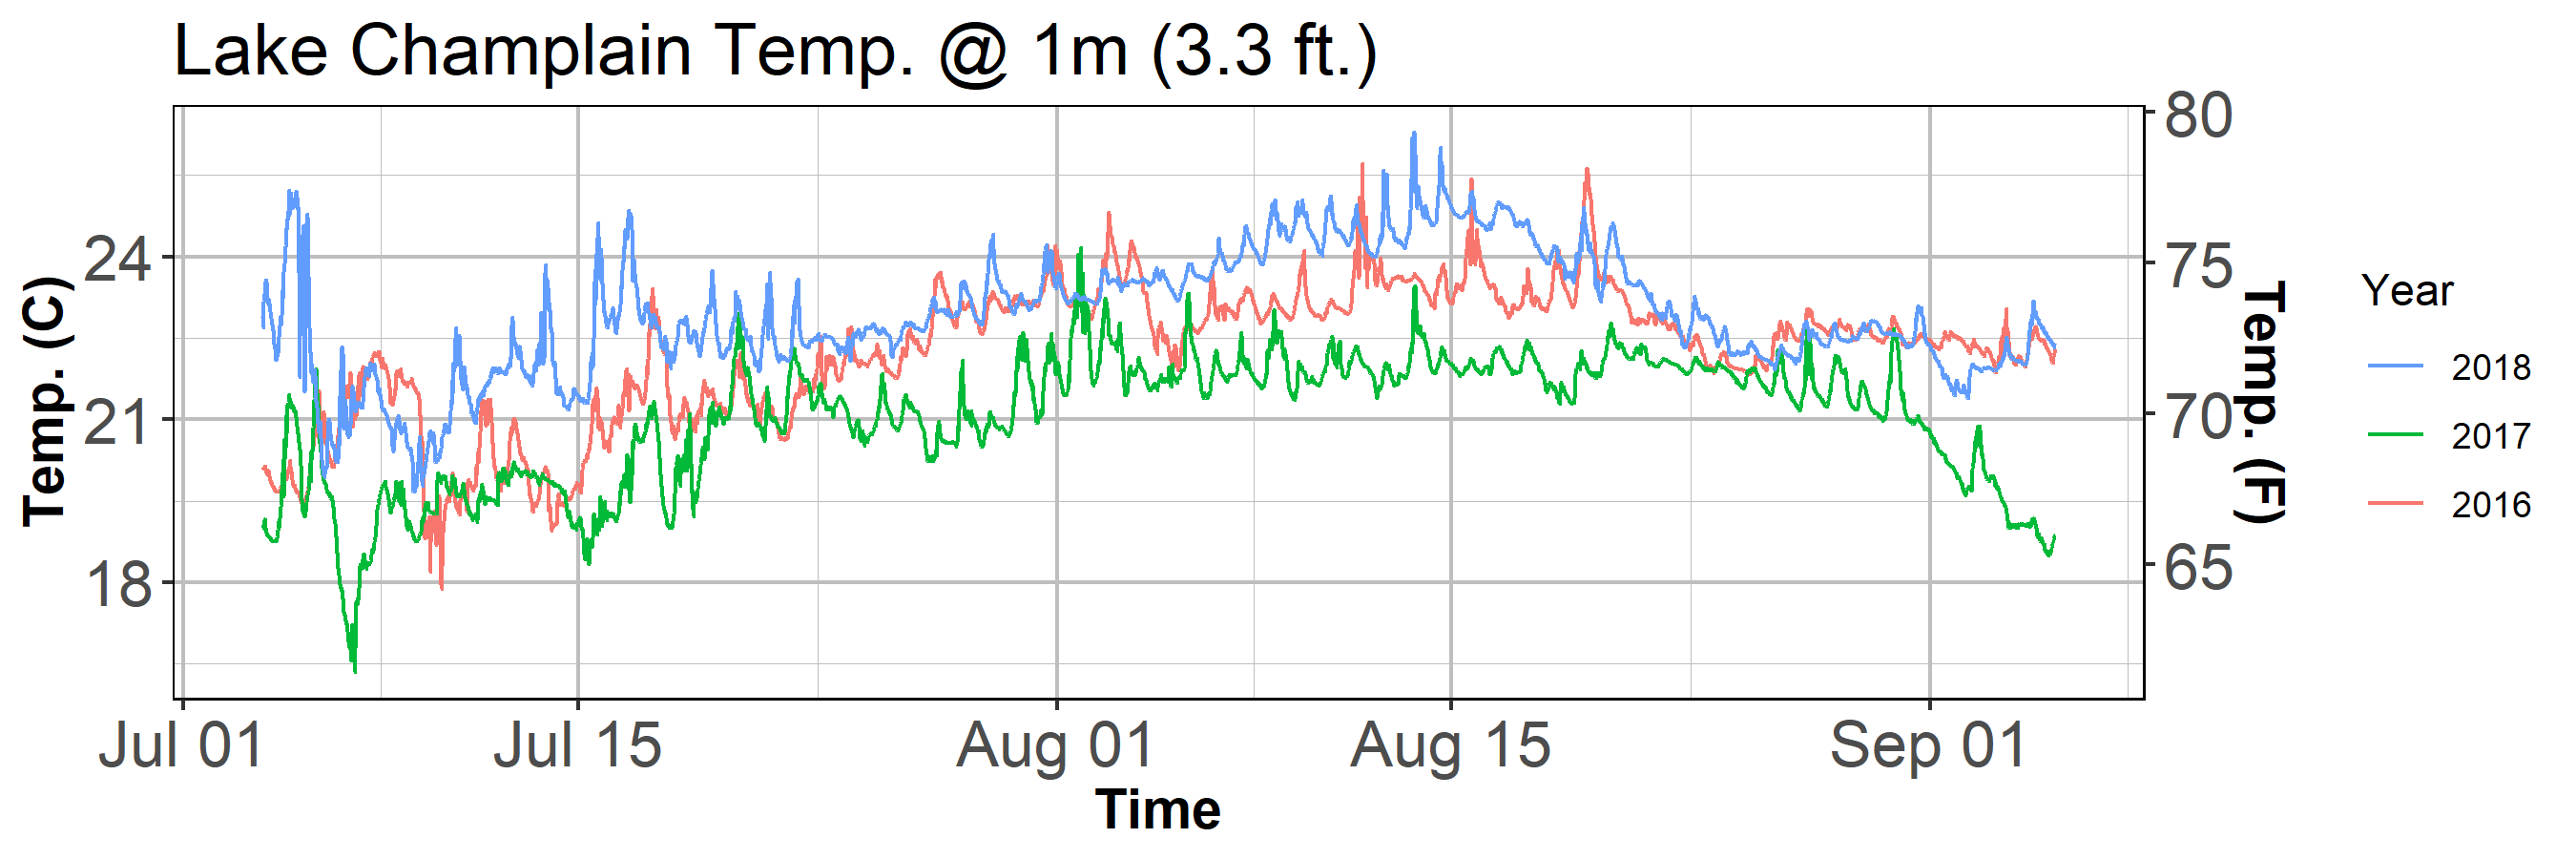 Lake Champlain Temp. @ 1m (3.3 ft.)
Temp. (C)
24
21
18
80
75
70
65
Temp. (F)
Jul 01
Jul 15
Aug 01
Aug 15
Sep 01
Time
Year
2018
2017
2016